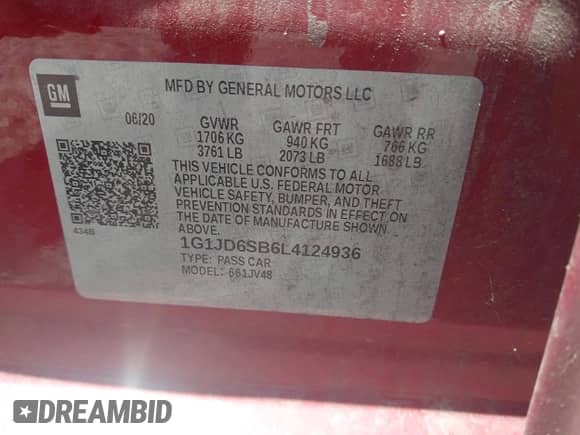 GM
MFD BY GENERAL MOTORS LLC
06/20 GVWR GAWR FRT GAWR RR
1706 KG 940 KG 766 KG
3761 LB 2073 LB 1688 LB
THIS VEHICLE CONFORMS TO ALL
APPLICABLE U.S. FEDERAL MOTOR
VEHICLE SAFETY, BUMPER, AND THEFT
PREVENTION STANDARDS IN EFFECT ON
THE DATE OF MANUFACTURE SHOWN
ABOVE.
434B
1G1JD6SB6L4124936
TYPE: PASS CAR
MODEL: 661JV48
DREAMBID